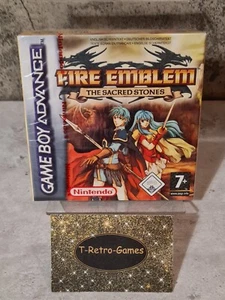 GAME BOY ADVANCE
FIRE EMBLEM
THE SACRED STONES
Nintendo
7+
T-Retro-Games